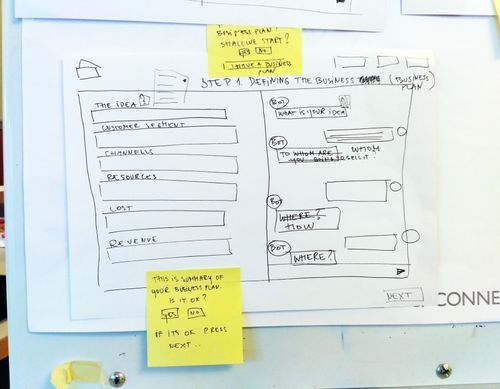 BUSINESS PLAN.
SHALL WE START?
YES NO
I HAVE A BUSINESS
PLAN
STEP 1. DEFINING THE BUSINESS (BUSINESS
PLAN)
THE IDEA
CUSTOMER SEGMENT
CHANNELLS
RESOURCES
COST
REVENUE
BOT
WHAT IS YOUR IDEA
BOT
TO WHOM ARE WHOM
YOU GOING TO SELL IT?
BOT
WHERE?
HOW
BOT
WHERE?
NEXT
THIS IS SUMMARY OF
YOUR BUSINESS PLAN.
IS IT OK?
YES NO
IF ITS OK PRESS
NEXT..
CONNE